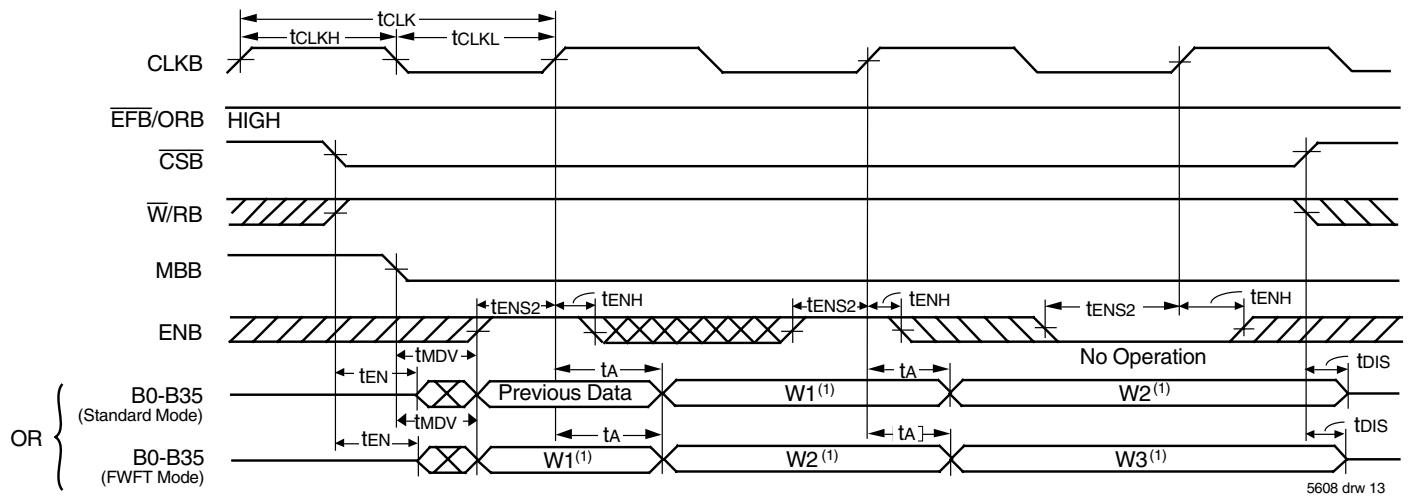 tCLK
tCLKH
tCLKL
CLKB
EFB/ORB
HIGH
CSB
W/RB
MBB
tENS2
tENH
tENS2
tENH
tENS2
tENH
ENB
tMDV
No Operation
tEN
tA
tA
tDIS
B0-B35
(Standard Mode)
Previous Data
W1(1)
W2(1)
OR
tMDV
tEN
tA
tA
tDIS
B0-B35
(FWFT Mode)
W1(1)
W2(1)
W3(1)
5608 drw 13